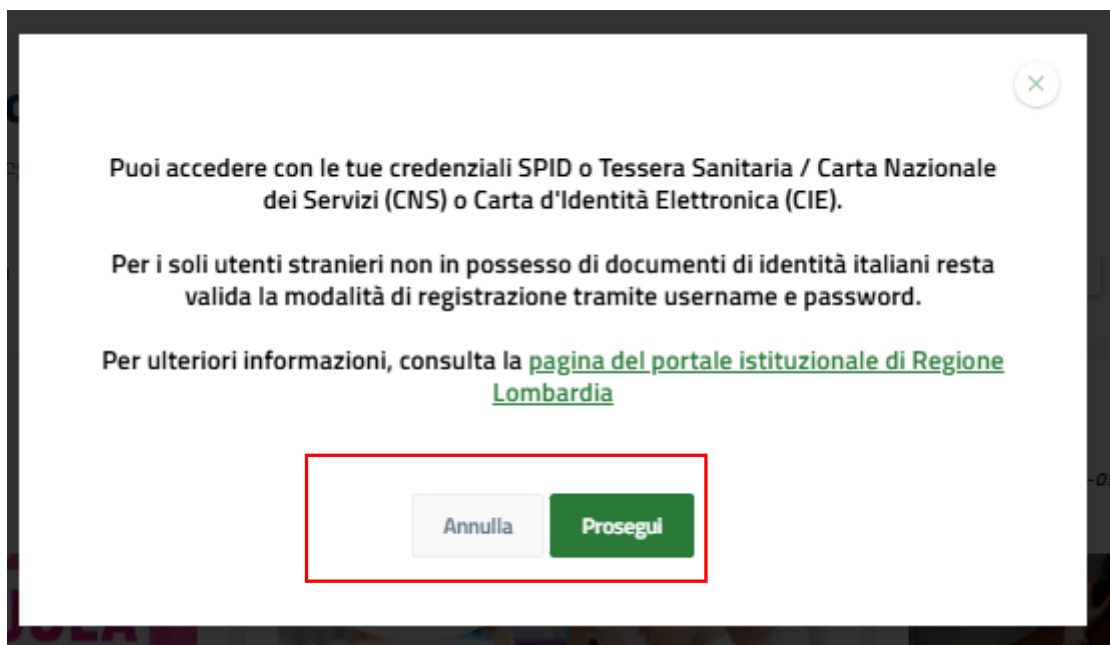 Puoi accedere con le tue credenziali SPID o Tessera Sanitaria / Carta Nazionale
dei Servizi (CNS) o Carta d'Identità Elettronica (CIE).
Per i soli utenti stranieri non in possesso di documenti di identità italiani resta
valida la modalità di registrazione tramite username e password.
Per ulteriori informazioni, consulta la pagina del portale istituzionale di Regione
Lombardia
Annulla Prosegui